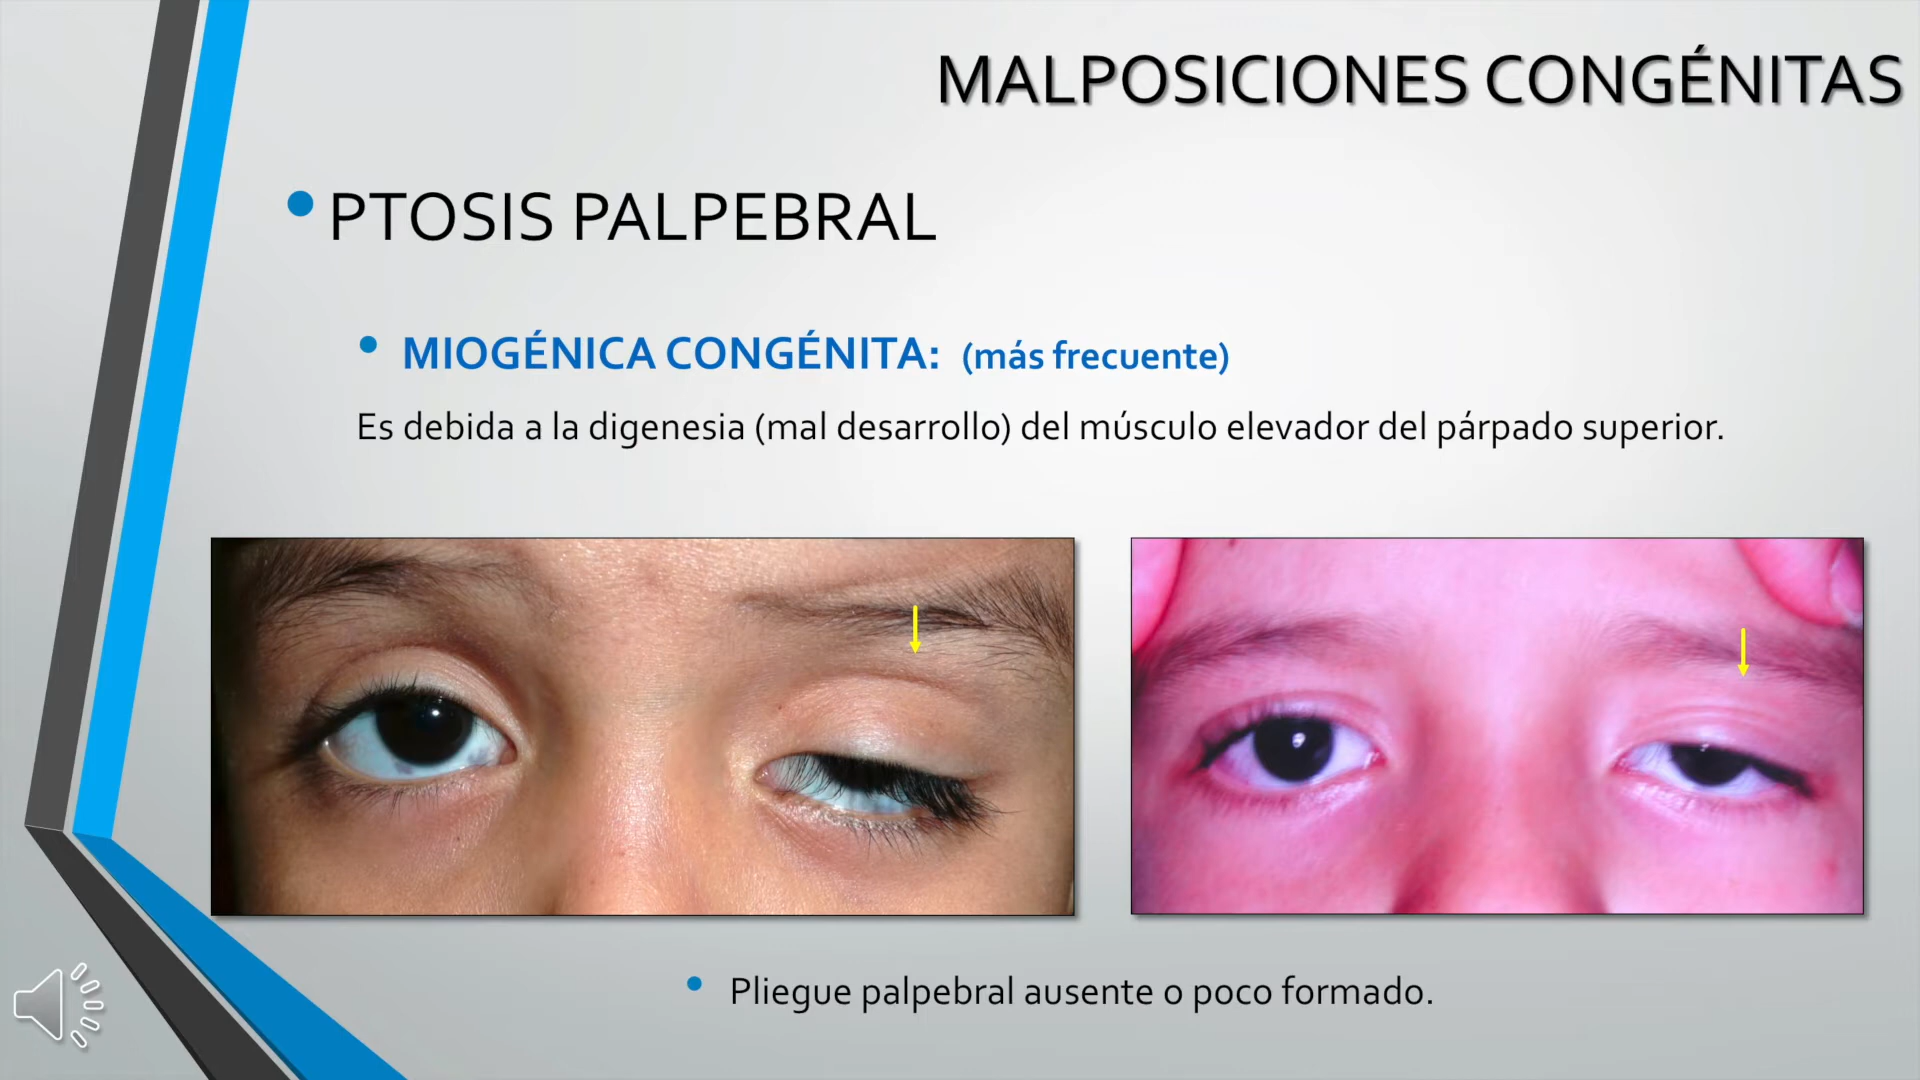 MALPOSICIONES CONGÉNITAS
PTOSIS PALPEBRAL
MIOGÉNICA CONGÉNITA: (más frecuente)
Es debida a la digenesia (mal desarrollo) del músculo elevador del párpado superior.
Pliegue palpebral ausente o poco formado.